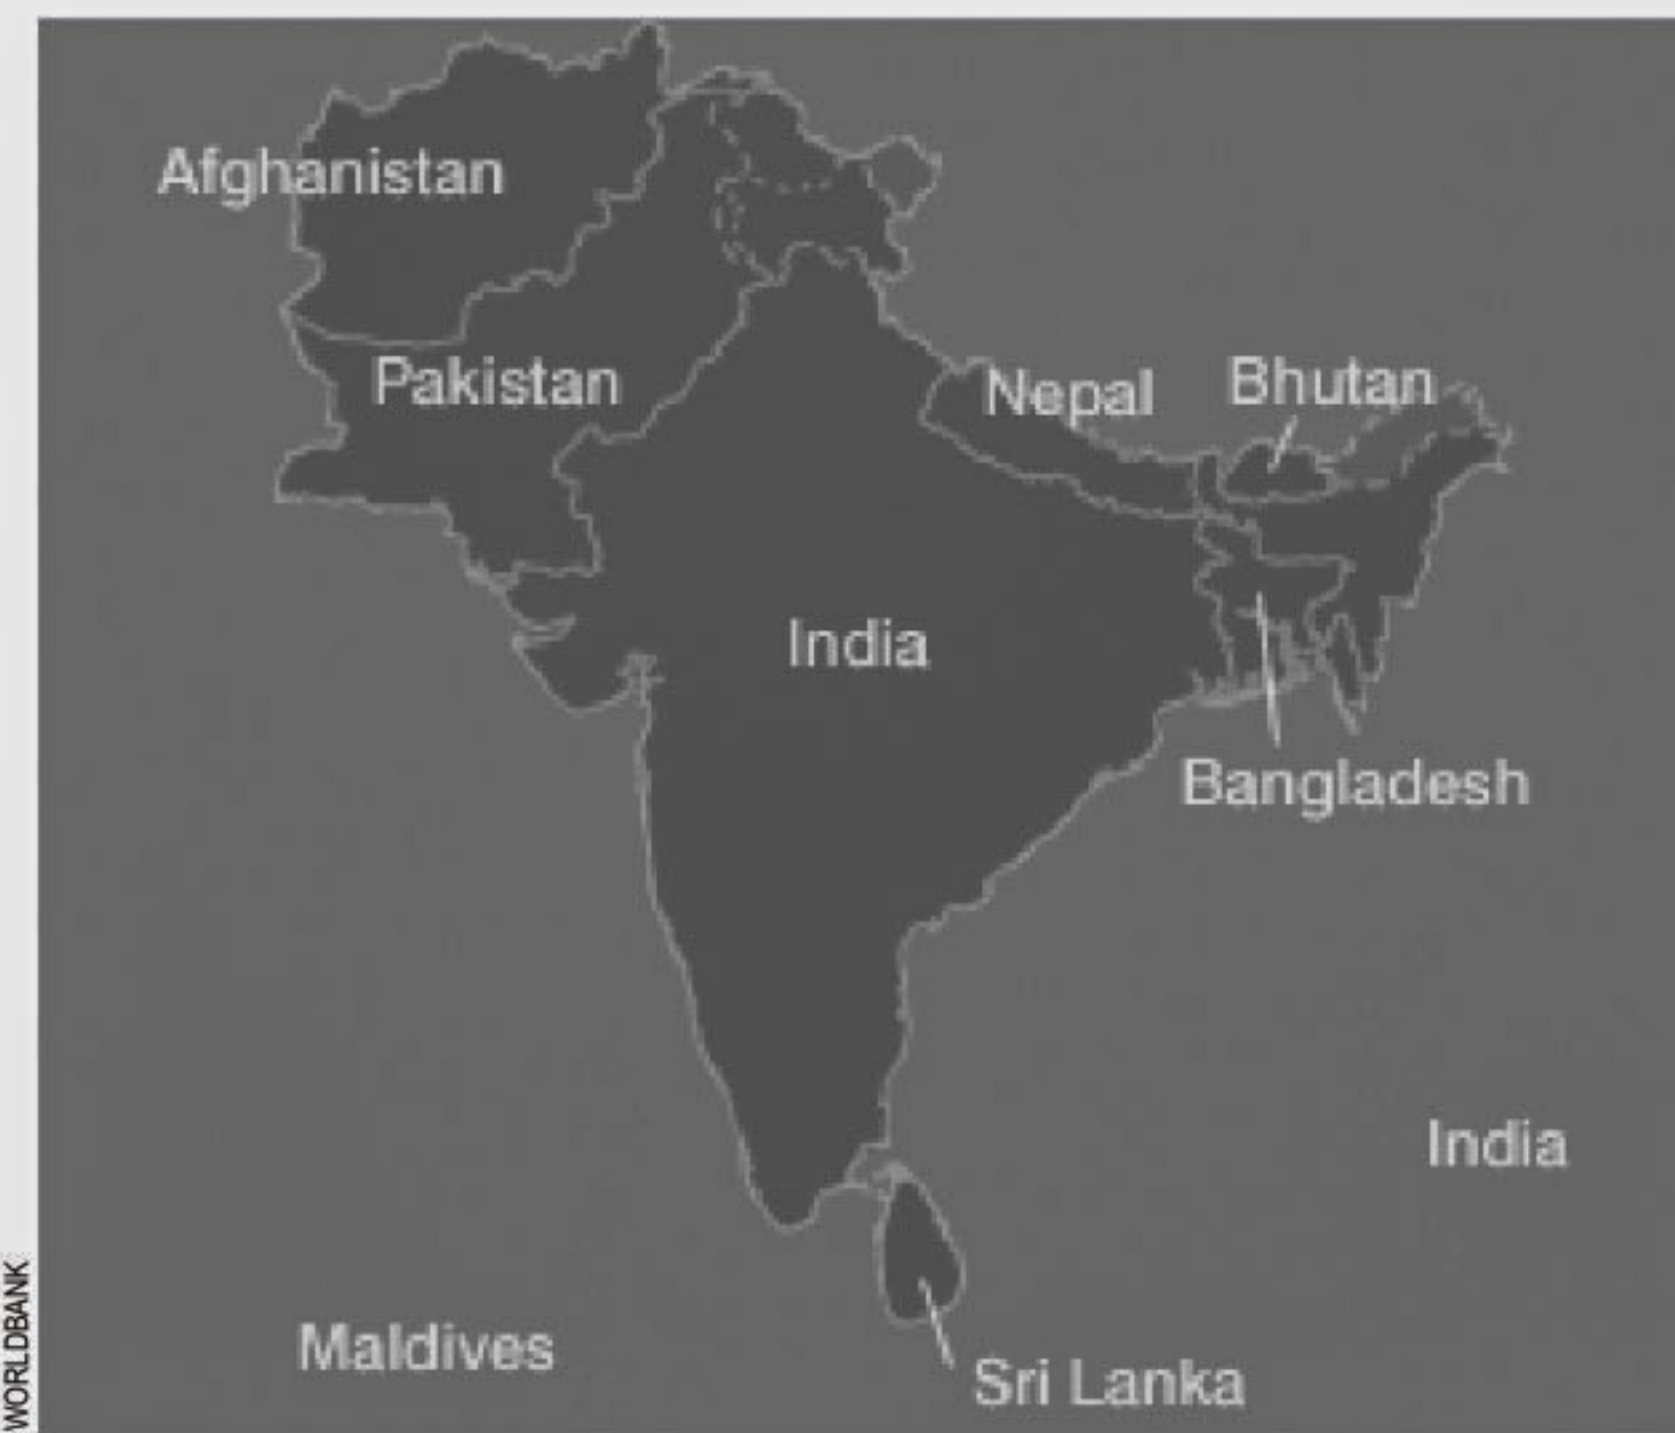 Afghanistan
Pakistan
Nepal
Bhutan
India
Bangladesh
India
Maldives
Sri Lanka
WORLDBANK